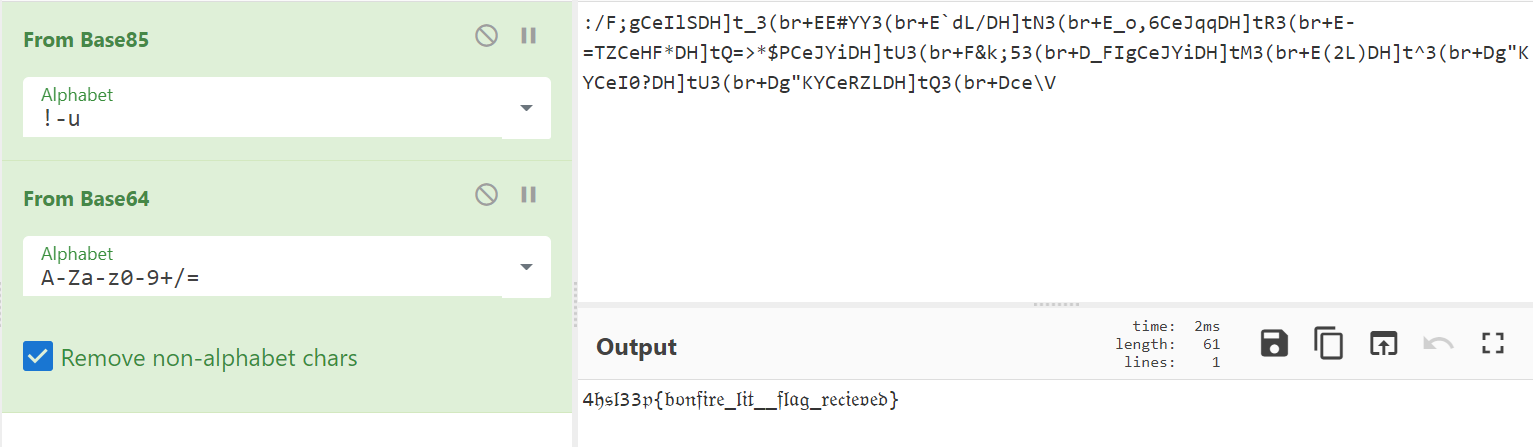 From Base85
Alphabet
!-u
From Base64
Alphabet
A-Za-z0-9+/=
Remove non-alphabet chars
:/F;gCeIlSDH]t_3(br+EE#YY3(br+E`dL/DH]tN3(br+E_o,6CeJqqDH]tR3(br+E-
=TZCeHF*DH]tQ=>*$PCeJYiDH]tU3(br+F&k;53(br+D_FIgCeJYiDH]tM3(br+E(2L)DH]t^3(br+Dg"K
YCeI0?DH]tU3(br+Dg"KYCeRZLDH]tQ3(br+Dce\V
Output
time: 2ms
length: 61
lines: 1
4𝔥𝔰𝔩33𝔭{𝔟𝔬𝔫𝔣𝔦𝔯𝔢_𝔩𝔦𝔱__𝔣𝔩𝔞𝔤_𝔯𝔢𝔠𝔦𝔢𝔳𝔢𝔡}